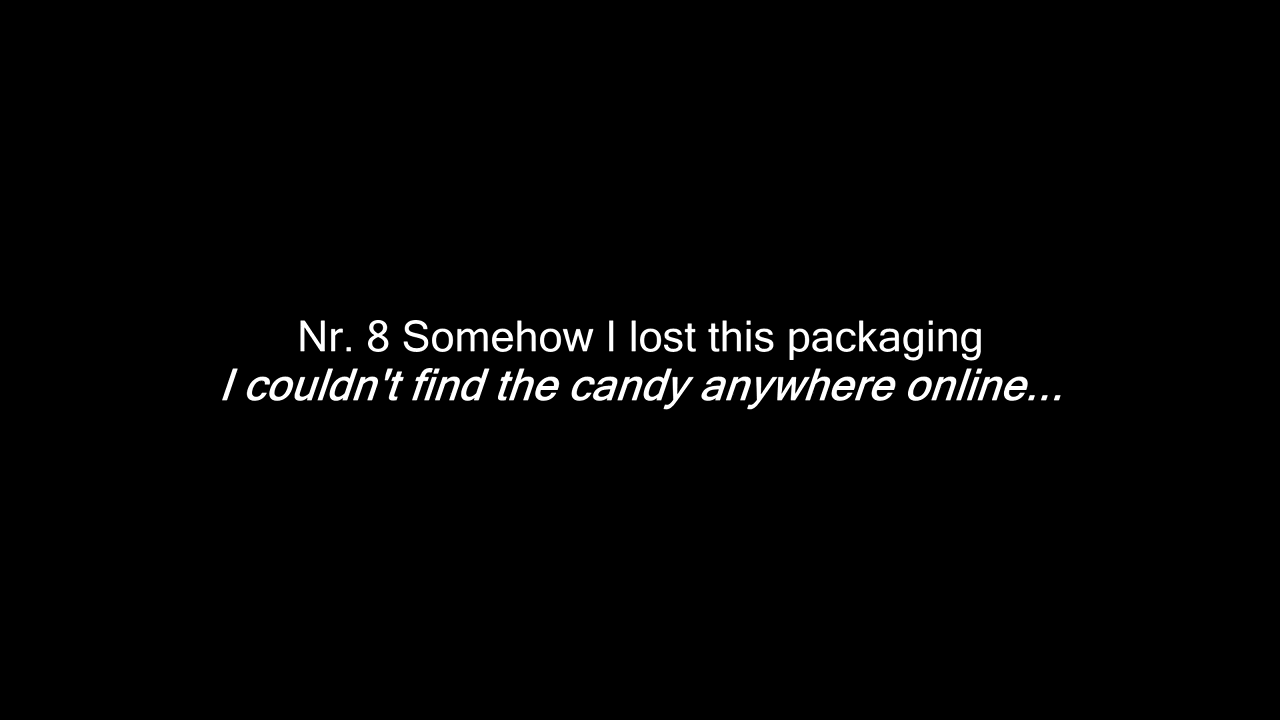 Nr. 8 Somehow I lost this packaging
I couldn't find the candy anywhere online...